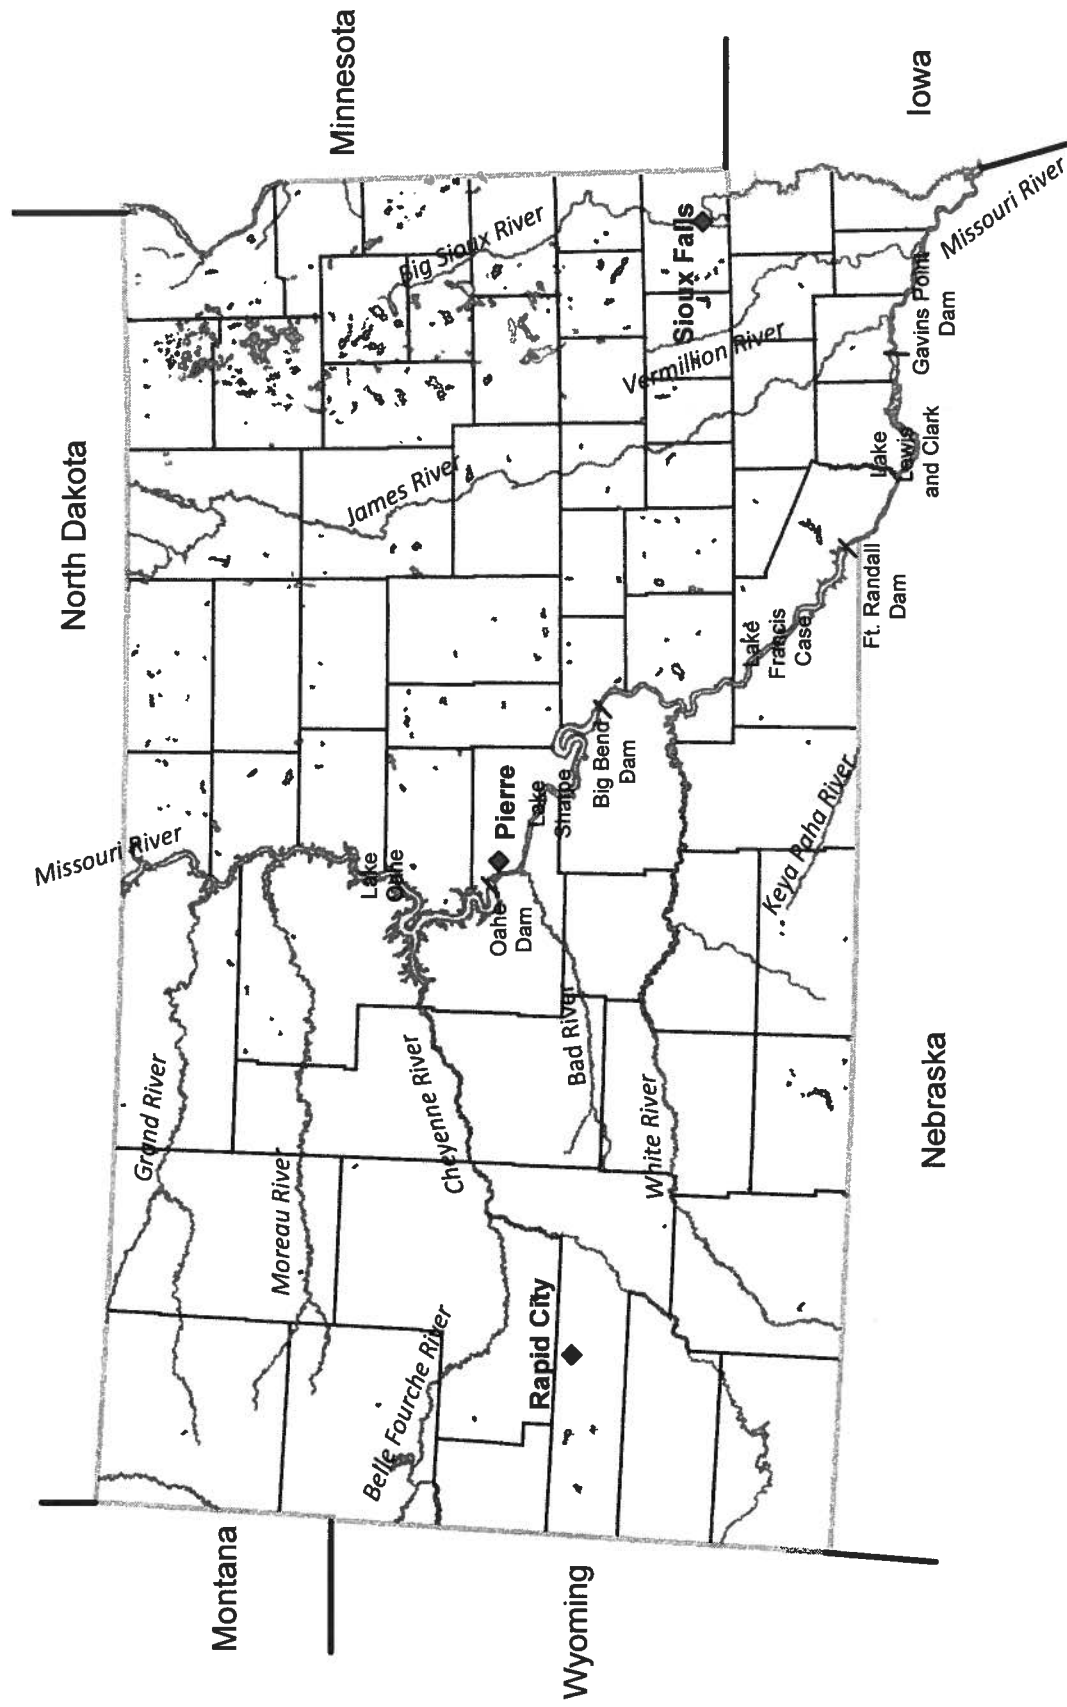 North Dakota
Minnesota
Montana
Wyoming
Nebraska
Iowa
Missouri River
Grand River
Moreau River
Lake
Oahe
Cheyenne River
Belle Fourche River
Oahe
Dam
Pierre
Rapid City
Bad River
White River
Lake
Sharpe
Big Bend
Dam
Keya Paha River
Lake
Francis
Case
Ft. Randall
Dam
James River
Big Sioux River
Vermillion River
Sioux Falls
Lake
Lewis
and Clark
Gavins Point
Dam
Missouri River